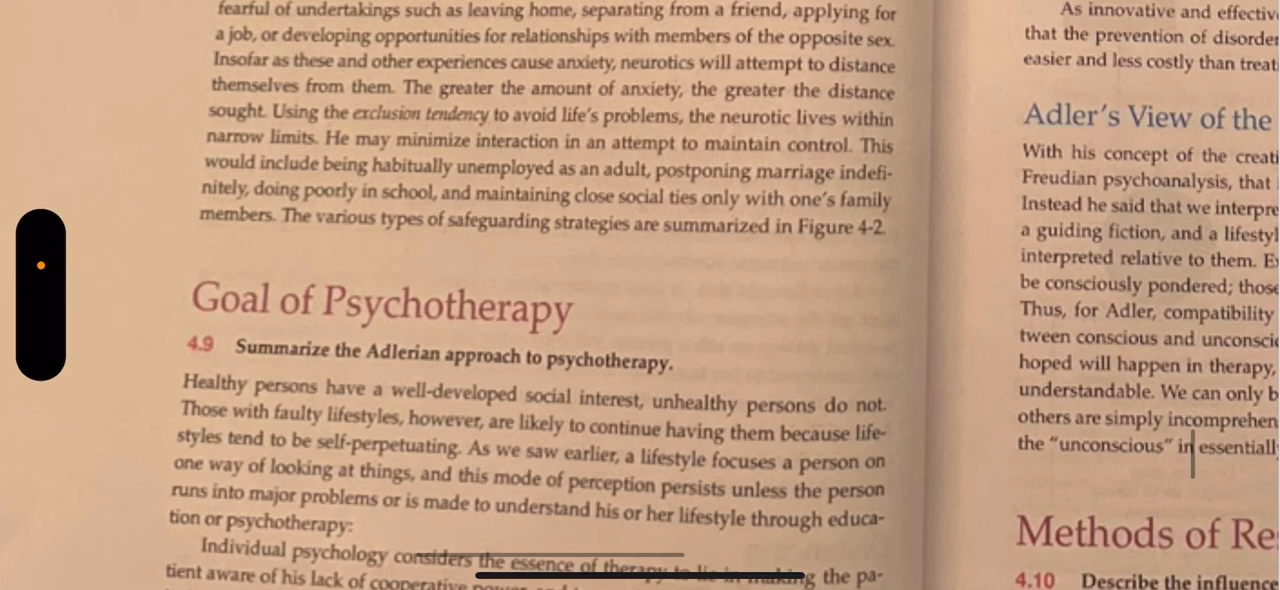 fearful of undertakings such as leaving home, separating from a friend, applying for
a job, or developing opportunities for relationships with members of the opposite sex.
Insofar as these and other experiences cause anxiety, neurotics will attempt to distance
themselves from them. The greater the amount of anxiety, the greater the distance
sought. Using the exclusion tendency to avoid life's problems, the neurotic lives within
narrow limits. He may minimize interaction in an attempt to maintain control. This
would include being habitually unemployed as an adult, postponing marriage indefi-
nitely, doing poorly in school, and maintaining close social ties only with one's family
members. The various types of safeguarding strategies are summarized in Figure 4-2.
Goal of Psychotherapy
4.9 Summarize the Adlerian approach to psychotherapy.
Healthy persons have a well-developed social interest, unhealthy persons do not.
Those with faulty lifestyles, however, are likely to continue having them because life-
styles tend to be self-perpetuating. As we saw earlier, a lifestyle focuses a person on
one way of looking at things, and this mode of perception persists unless the person
runs into major problems or is made to understand his or her lifestyle through educa-
tion or psychotherapy:
Individual psychology considers the essence of therapy to lie in making the pa-
tient aware of his lack of cooperative power
As innovative and effectiv
that the prevention of disorder
easier and less costly than treat
Adler's View of the
With his concept of the creati
Freudian psychoanalysis, that
Instead he said that we interpre
a guiding fiction, and a lifestyl
interpreted relative to them. Ex
be consciously pondered; those
Thus, for Adler, compatibility
tween conscious and unconscio
hoped will happen in therapy,
understandable. We can only b
others are simply incomprehen
the "unconscious" in essentiall
Methods of Re
4.10 Describe the influence